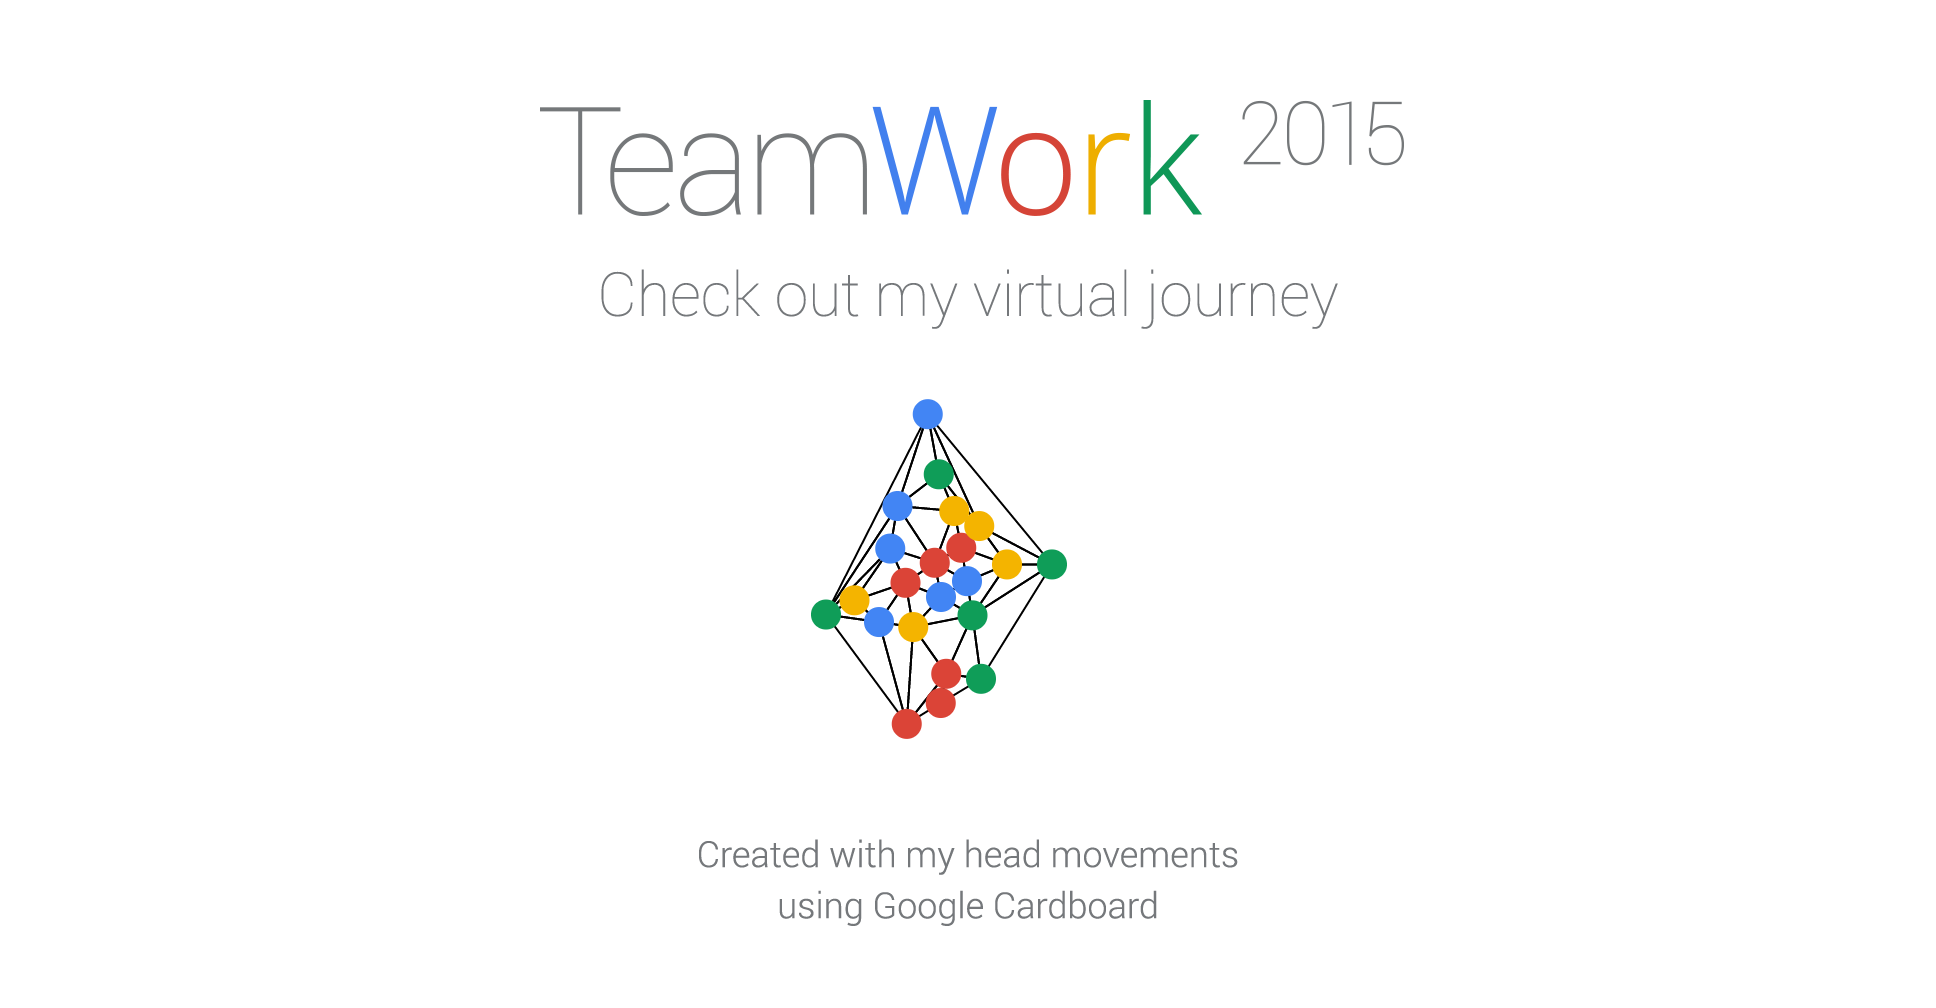 TeamWork 2015
Check out my virtual journey
Created with my head movements
using Google Cardboard